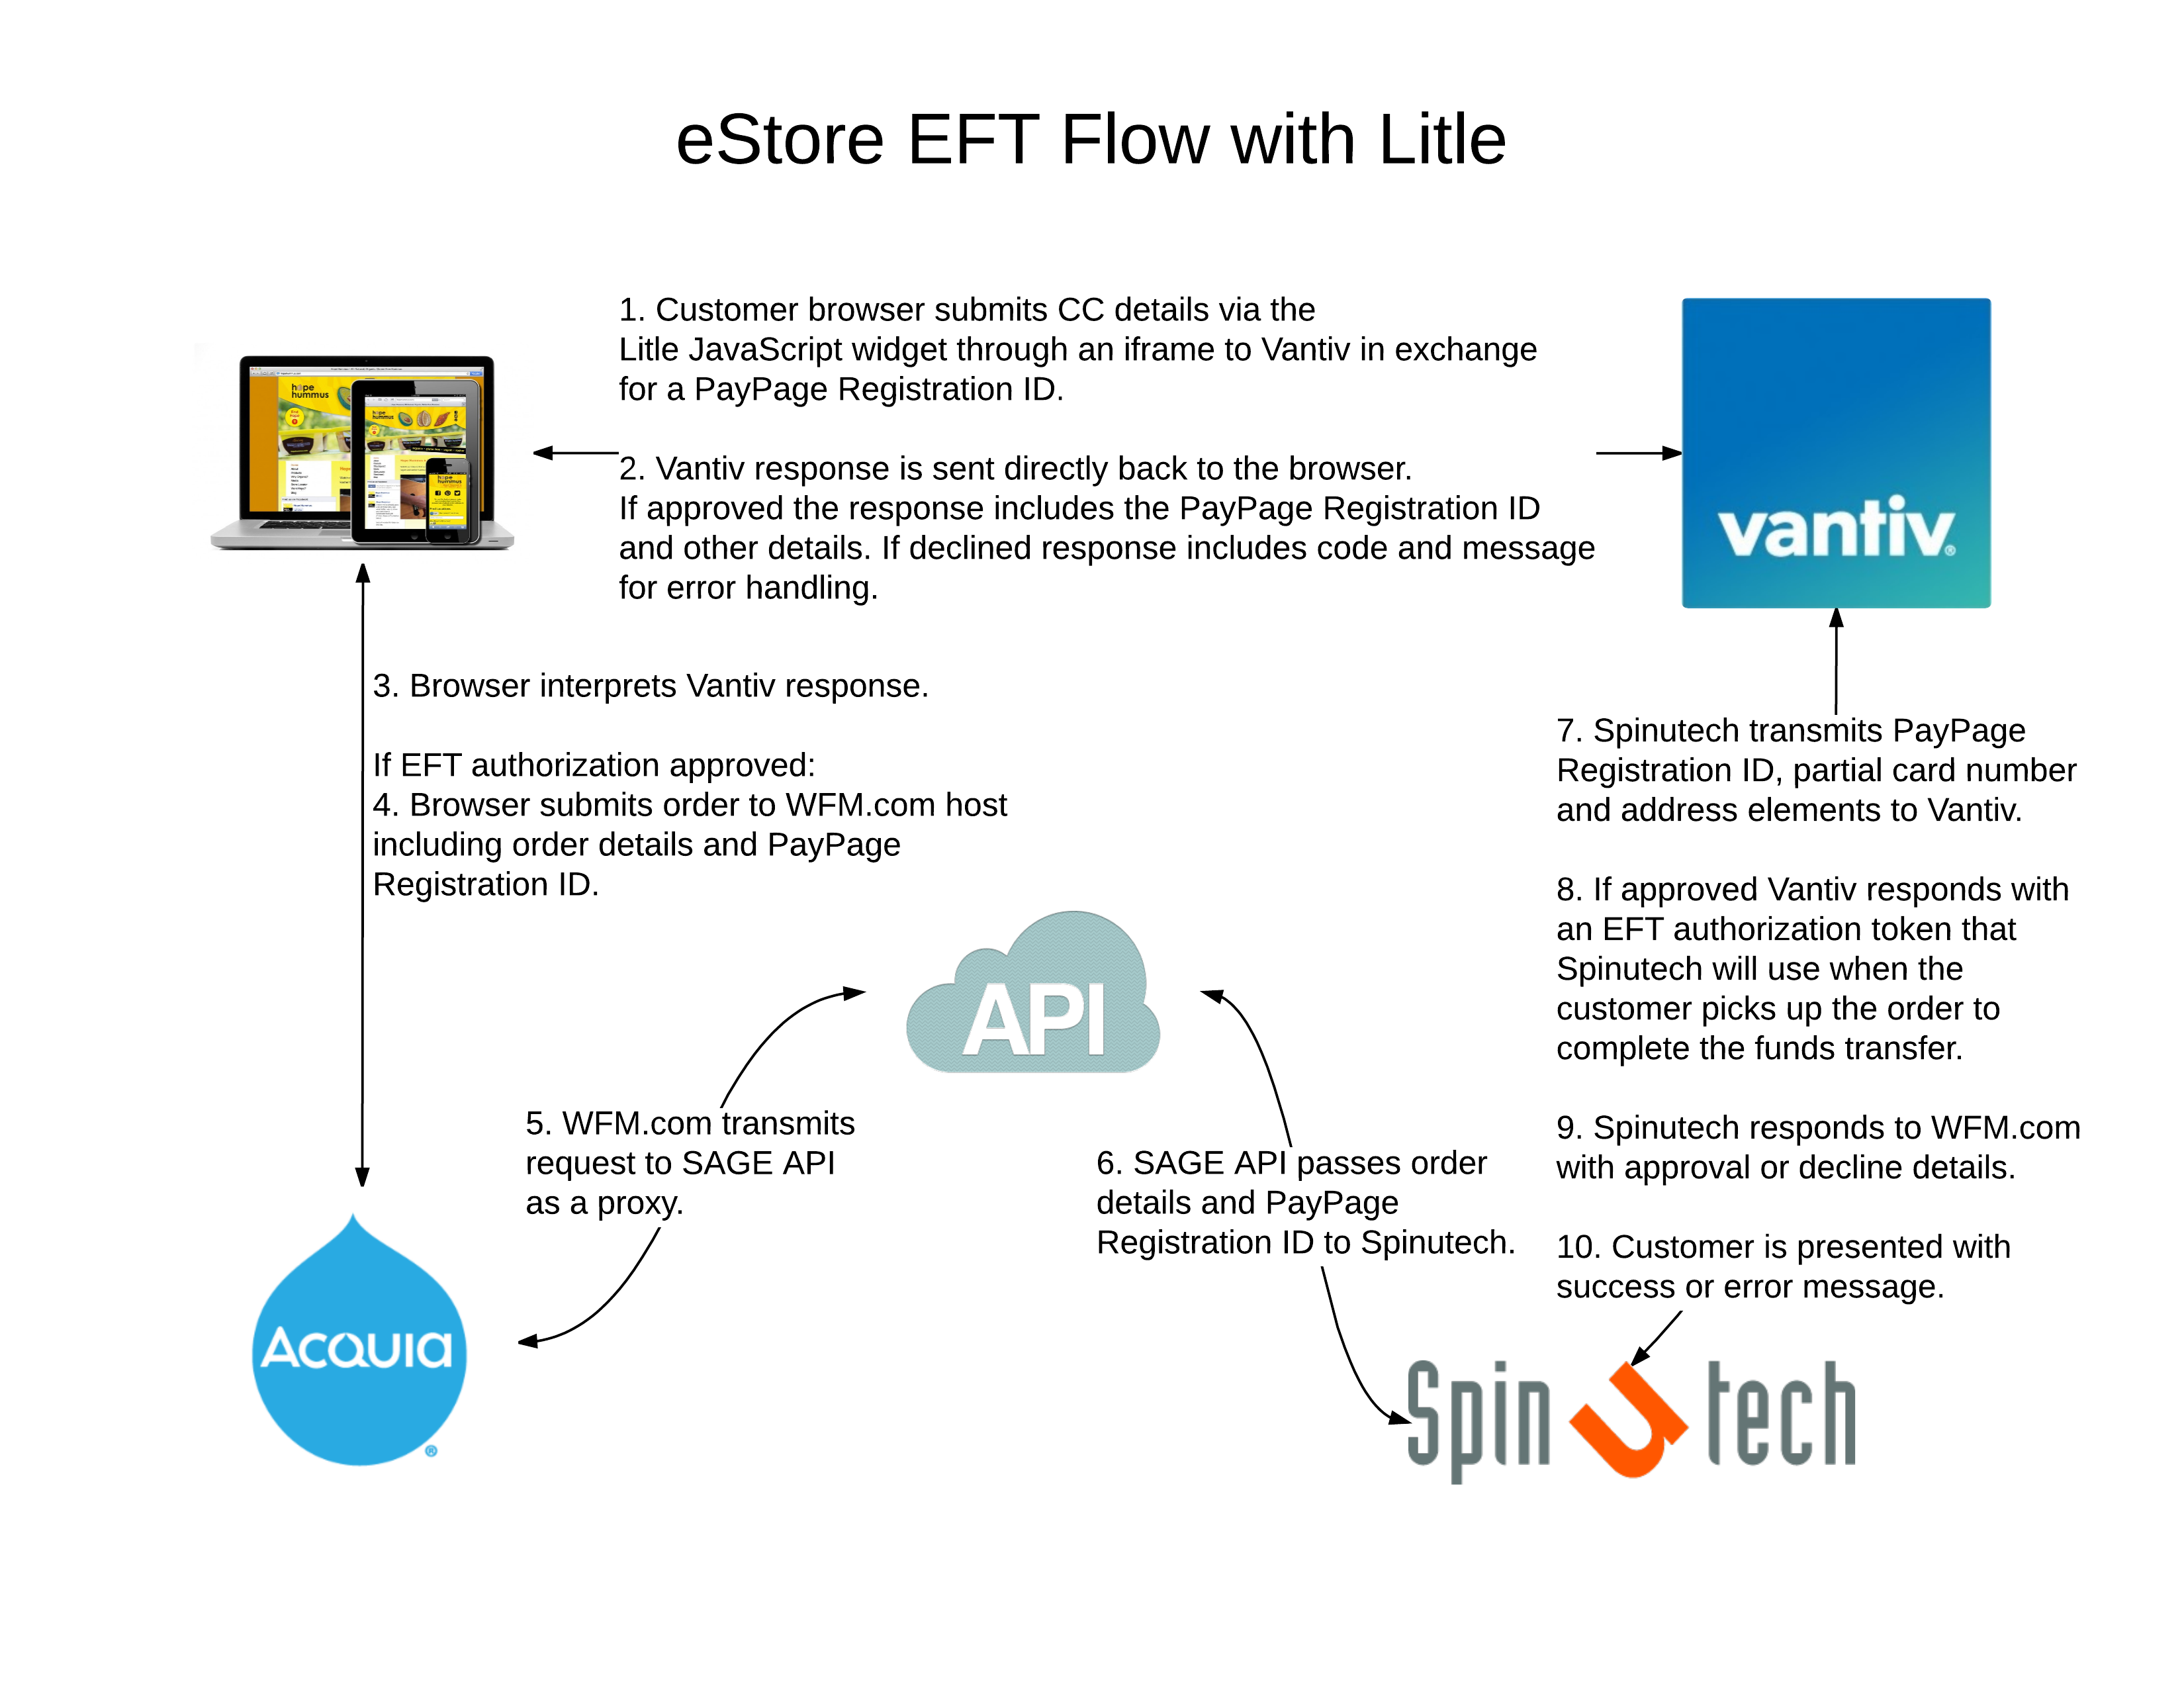 eStore EFT Flow with Litle
1. Customer browser submits CC details via the
Litle JavaScript widget through an iframe to Vantiv in exchange
for a PayPage Registration ID.
2. Vantiv response is sent directly back to the browser.
If approved the response includes the PayPage Registration ID
and other details. If declined response includes code and message
for error handling.
hope
hummus
hope
hummus
hope
hummus
vantiv®
3. Browser interprets Vantiv response.
If EFT authorization approved:
4. Browser submits order to WFM.com host
including order details and PayPage
Registration ID.
API
5. WFM.com transmits
request to SAGE API
as a proxy.
6. SAGE API passes order
details and PayPage
Registration ID to Spinutech.
7. Spinutech transmits PayPage
Registration ID, partial card number
and address elements to Vantiv.
8. If approved Vantiv responds with
an EFT authorization token that
Spinutech will use when the
customer picks up the order to
complete the funds transfer.
9. Spinutech responds to WFM.com
with approval or decline details.
10. Customer is presented with
success or error message.
Acquia
®
Spin U tech